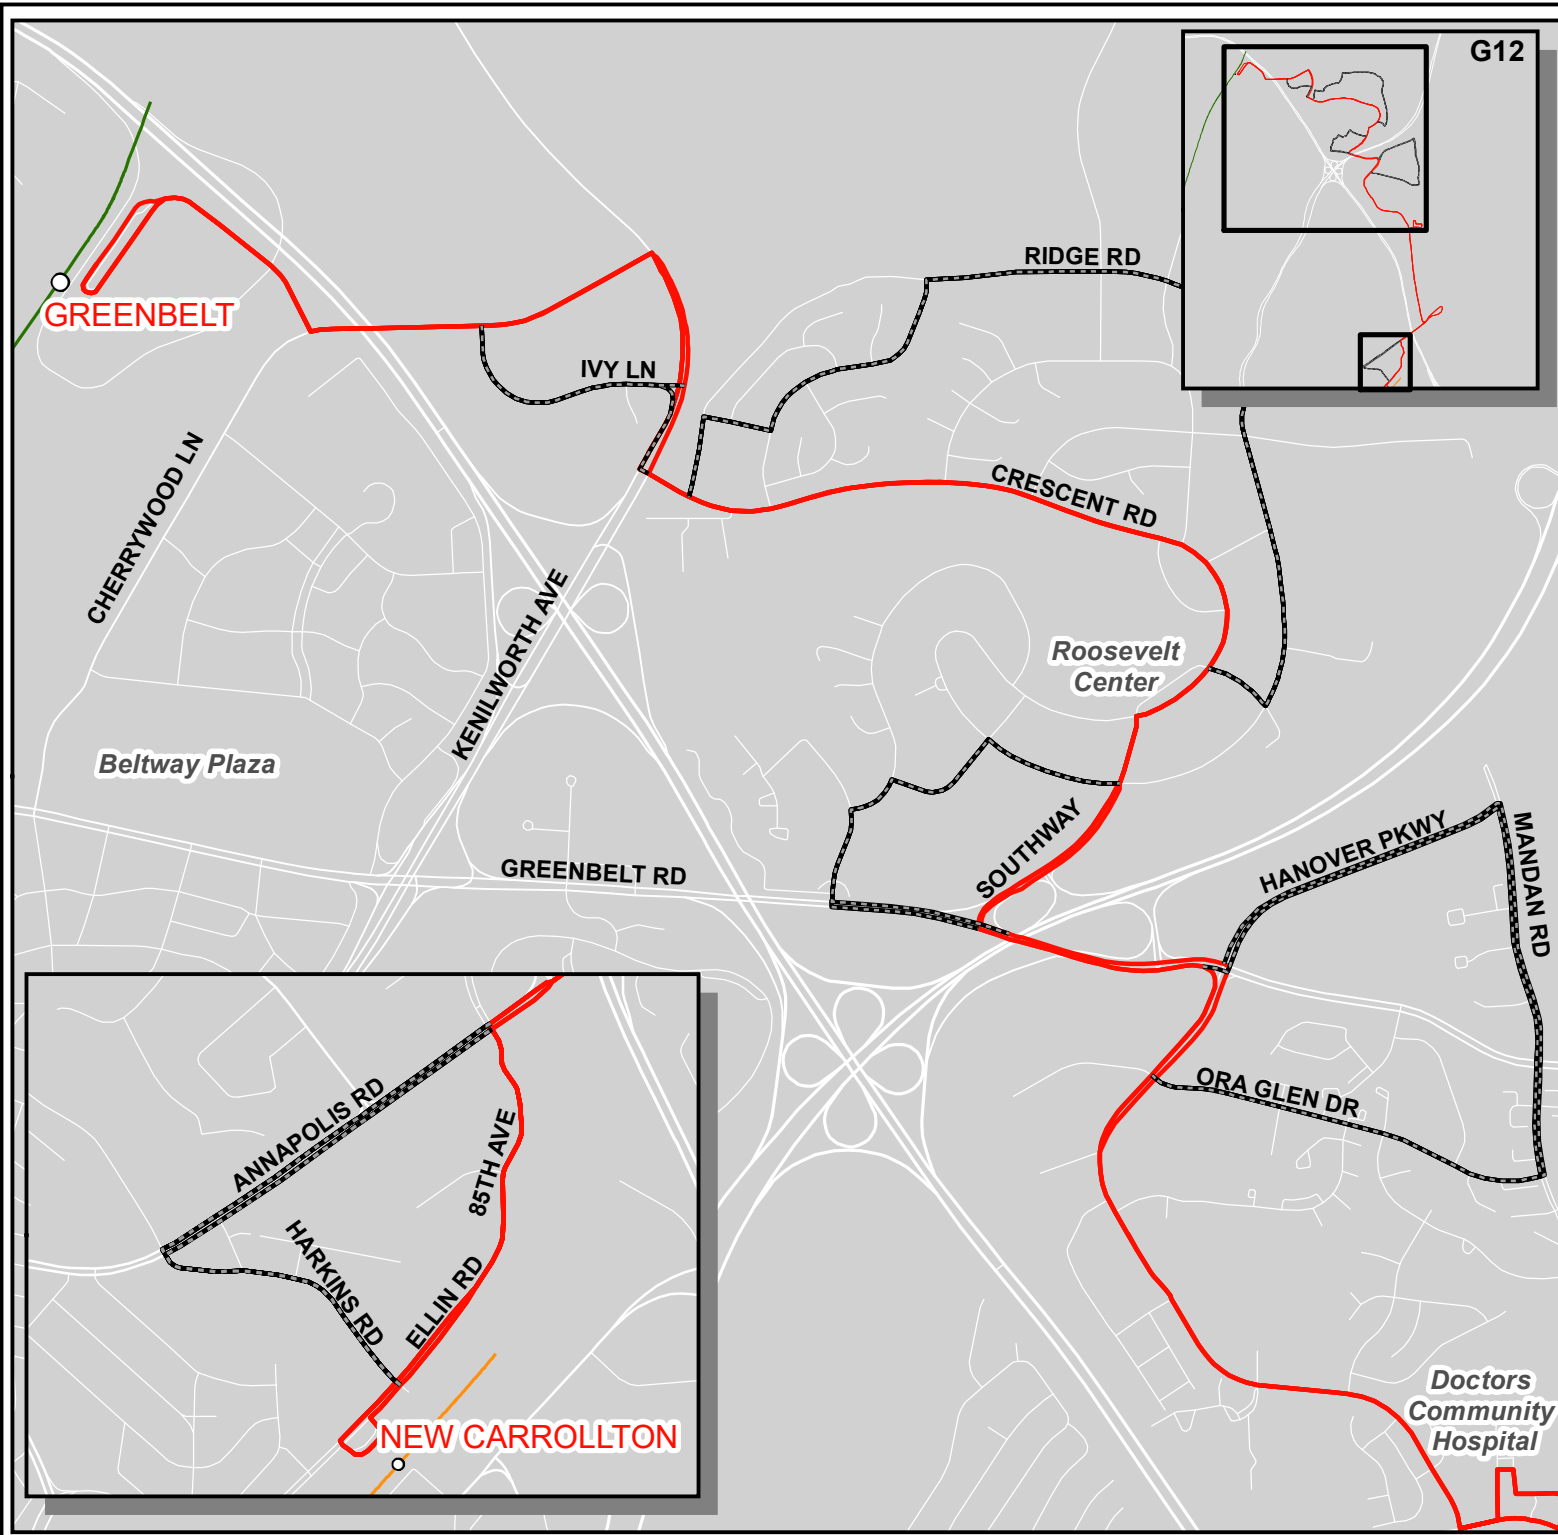 G12
RIDGE RD
GREENBELT
IVY LN
CRESCENT RD
CHERRYWOOD LN
KENILWORTH AVE
Roosevelt
Center
Beltway Plaza
SOUTHWAY
HANOVER PKWY
MANDAN RD
GREENBELT RD
ORA GLEN DR
ANNAPOLIS RD
85TH AVE
HARKINS RD
ELLIN RD
NEW CARROLLTON
Doctors
Community
Hospital